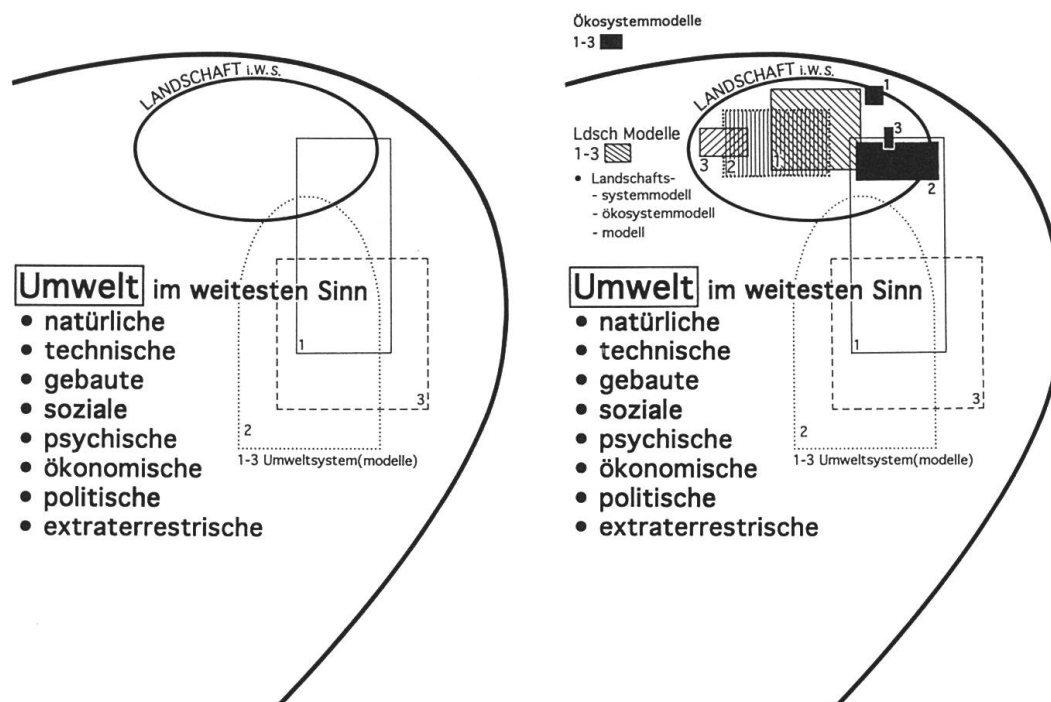 LANDSCHAFT i.w.S.
Umwelt im weitesten Sinn
• natürliche
• technische
• gebaute
• soziale
• psychische
• ökonomische
• politische
• extraterrestrische
1
3
2
1-3 Umweltsystem(modelle)
Ökosystemmodelle
1-3
LANDSCHAFT i.w.S.
1
3
2
Ldsch Modelle
1-3
• Landschafts-
- systemmodell
- ökosystemmodell
- modell
3
2
1
Umwelt im weitesten Sinn
• natürliche
• technische
• gebaute
• soziale
• psychische
• ökonomische
• politische
• extraterrestrische
1
3
2
1-3 Umweltsystem(modelle)